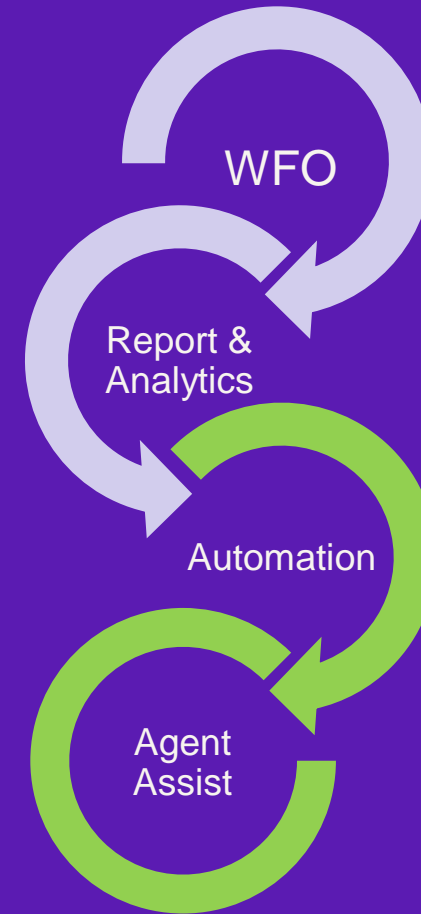 WFO
Report &
Analytics
Automation
Agent
Assist